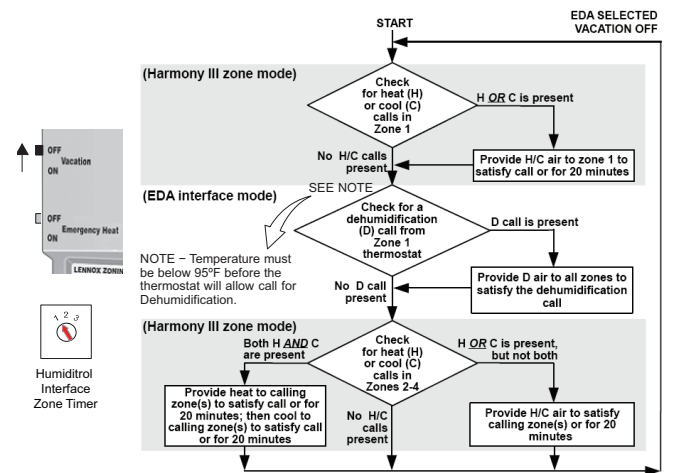 EDA SELECTED
VACATION OFF
START
(Harmony III zone mode)
Check
for heat (H)
or cool (C)
calls in
Zone 1
H OR C is present
No H/C calls
present
Provide H/C air to zone 1 to
satisfy call or for 20 minutes
OFF
Vacation
ON
OFF
Emergency Heat
ON
LENNOX ZONIN
(EDA interface mode)
SEE NOTE
Check for a
dehumidification
(D) call from
Zone 1
thermostat
D call is present
NOTE – Temperature must
be below 95ºF before the
thermostat will allow call for
Dehumidification.
No D call
present
Provide D air to all zones to
satisfy the dehumidification
call
1 2 3
Humiditrol
Interface
Zone Timer
(Harmony III zone mode)
Both H AND C
are present
Check
for heat (H)
or cool (C)
calls in
Zones 2-4
H OR C is present,
but not both
Provide heat to calling
zone(s) to satisfy call or for
20 minutes; then cool to
calling zone(s) to satisfy call
or for 20 minutes
No H/C
calls
present
Provide H/C air to satisfy
calling zone(s) or for 20
minutes